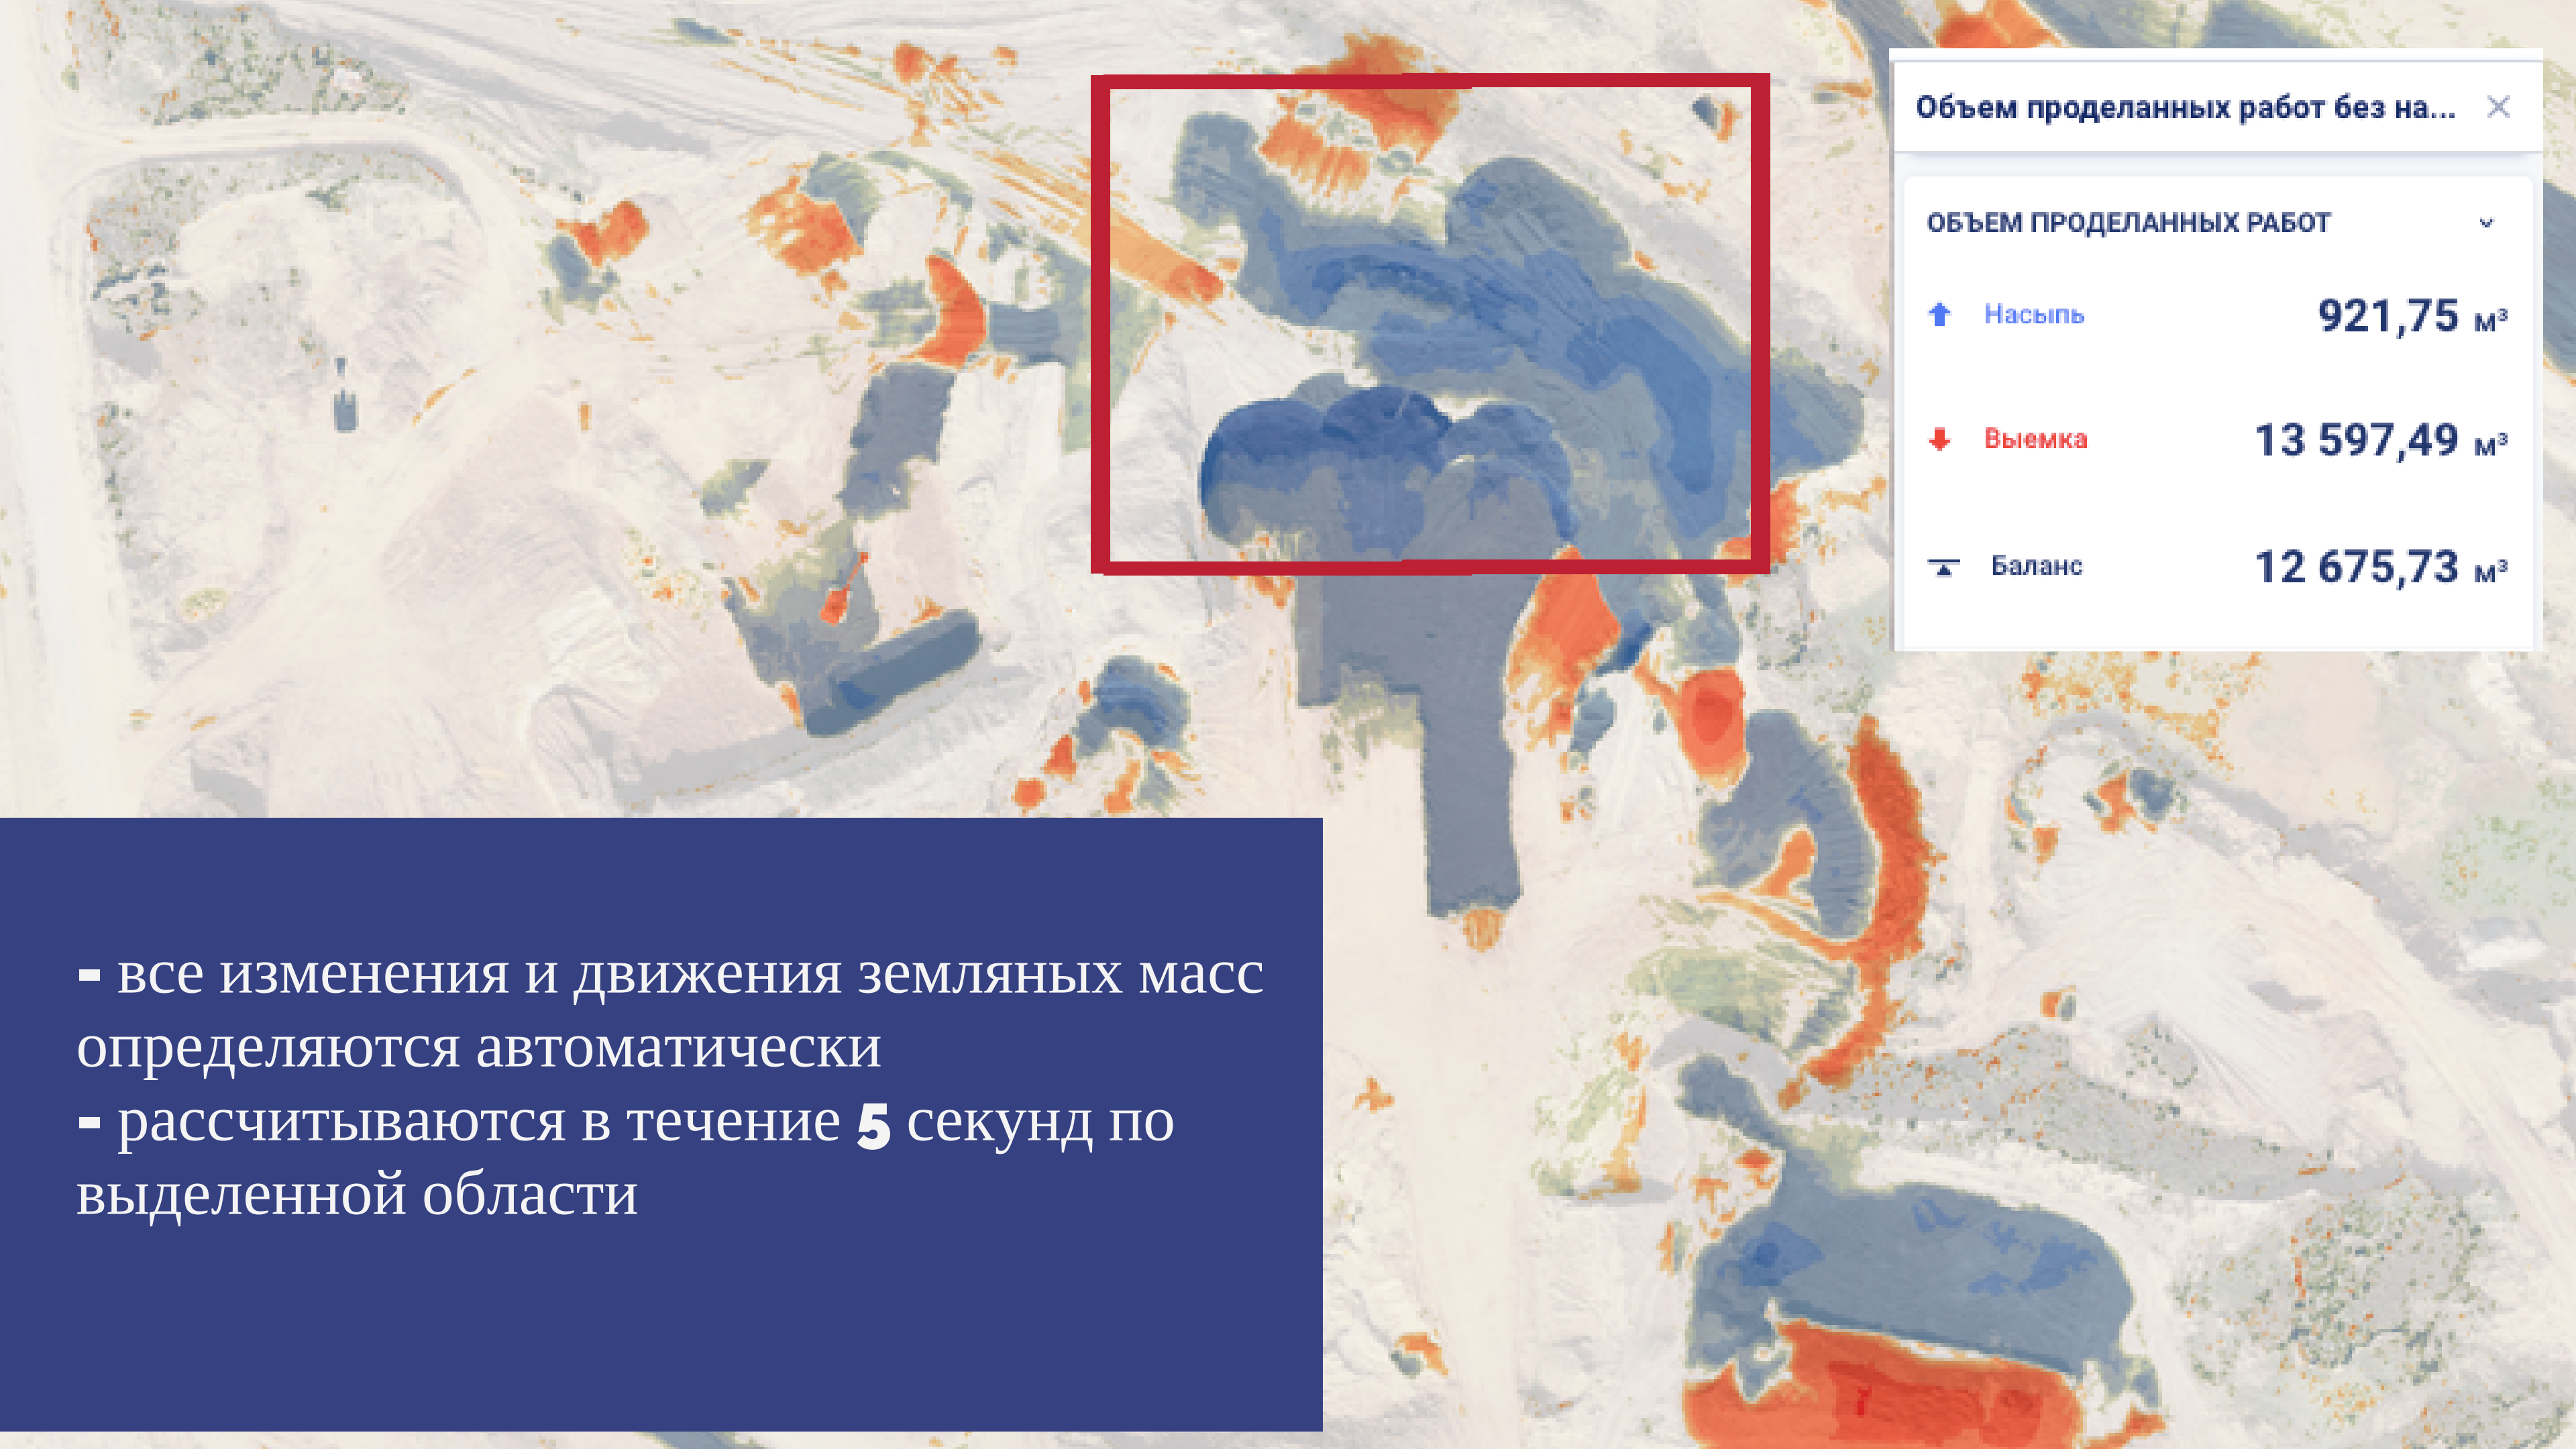 Объем проделанных работ без на...
ОБЪЕМ ПРОДЕЛАННЫХ РАБОТ
Насыпь 921,75 м³
Выемка 13 597,49 м³
Баланс 12 675,73 м³
- все изменения и движения земляных масс
определяются автоматически
- рассчитываются в течение 5 секунд по
выделенной области